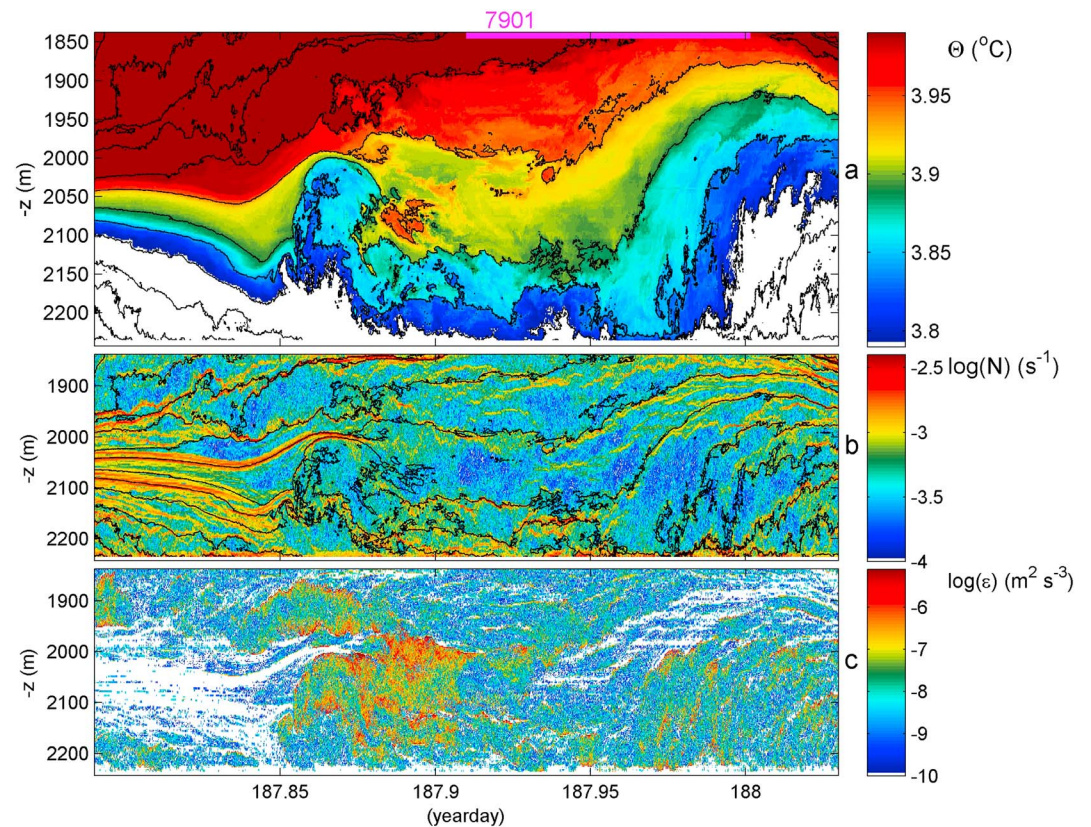 7901
1850
1900
1950
2000
2050
2100
2150
2200
-z (m)
a
Θ (°C)
3.95
3.9
3.85
3.8
1900
2000
2100
2200
-z (m)
b
log(N) (s⁻¹)
-2.5
-3
-3.5
-4
1900
2000
2100
2200
-z (m)
c
log(ε) (m² s⁻³)
-6
-7
-8
-9
-10
187.85 187.9 187.95 188
(yearday)